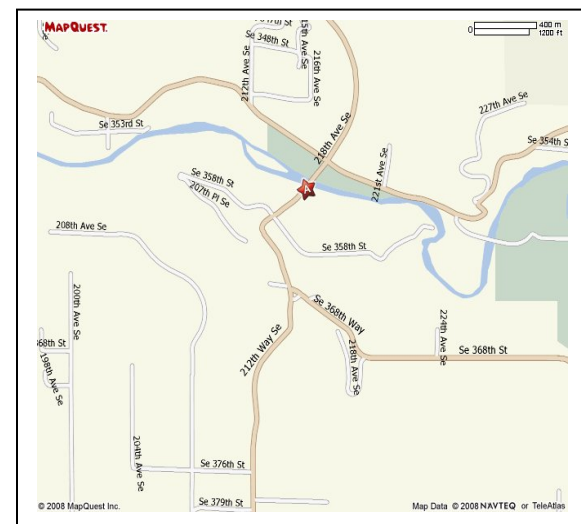 MAPQUEST.
400 m
0
1200 ft
Se 348th St
212th Ave Se
215th Ave Se
216th Ave Se
218th Ave Se
227th Ave Se
Se 353rd St
Se 354th S
221st Ave Se
A
Se 358th St
207th Pl Se
208th Ave Se
Se 358th St
200th Ave Se
Se 368th Way
224th Ave Se
368th St
198th Ave Se
212th Way Se
218th Ave Se
Se 368th St
204th Ave Se
Se 376th St
Se 379th St
© 2008 MapQuest Inc.
Map Data © 2008 NAVTEQ or TeleAtlas